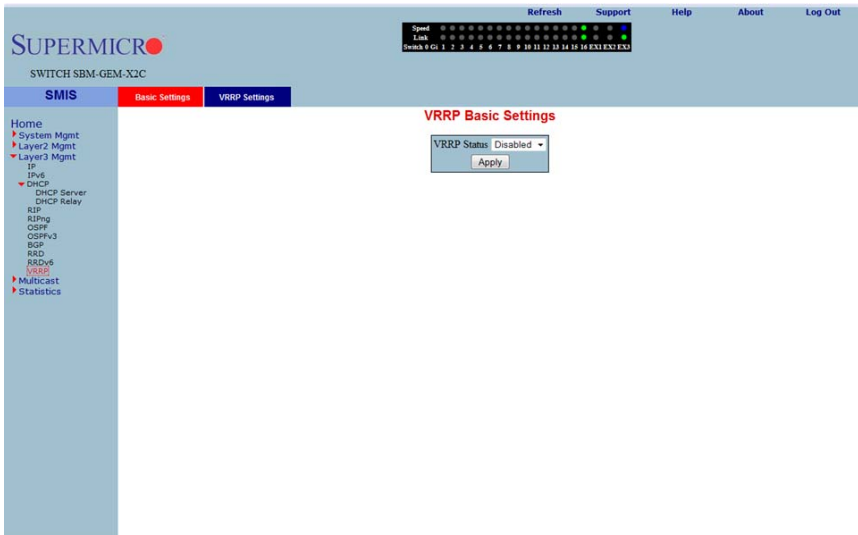 Refresh Support Help About Log Out
Speed
Link
Switch 0 Gi 1 2 3 4 5 6 7 8 9 10 11 12 13 14 15 16 EX1 EX2 EX3
SUPERMICR
SWITCH SBM-GEM-X2C
SMIS
Basic Settings VRRP Settings
VRRP Basic Settings
VRRP Status Disabled
Apply
Home
System Mgmt
Layer2 Mgmt
Layer3 Mgmt
IP
IPv6
DHCP
DHCP Server
DHCP Relay
RIP
RIPng
OSPF
OSPFv3
BGP
RRD
RRDv6
VRRP
Multicast
Statistics